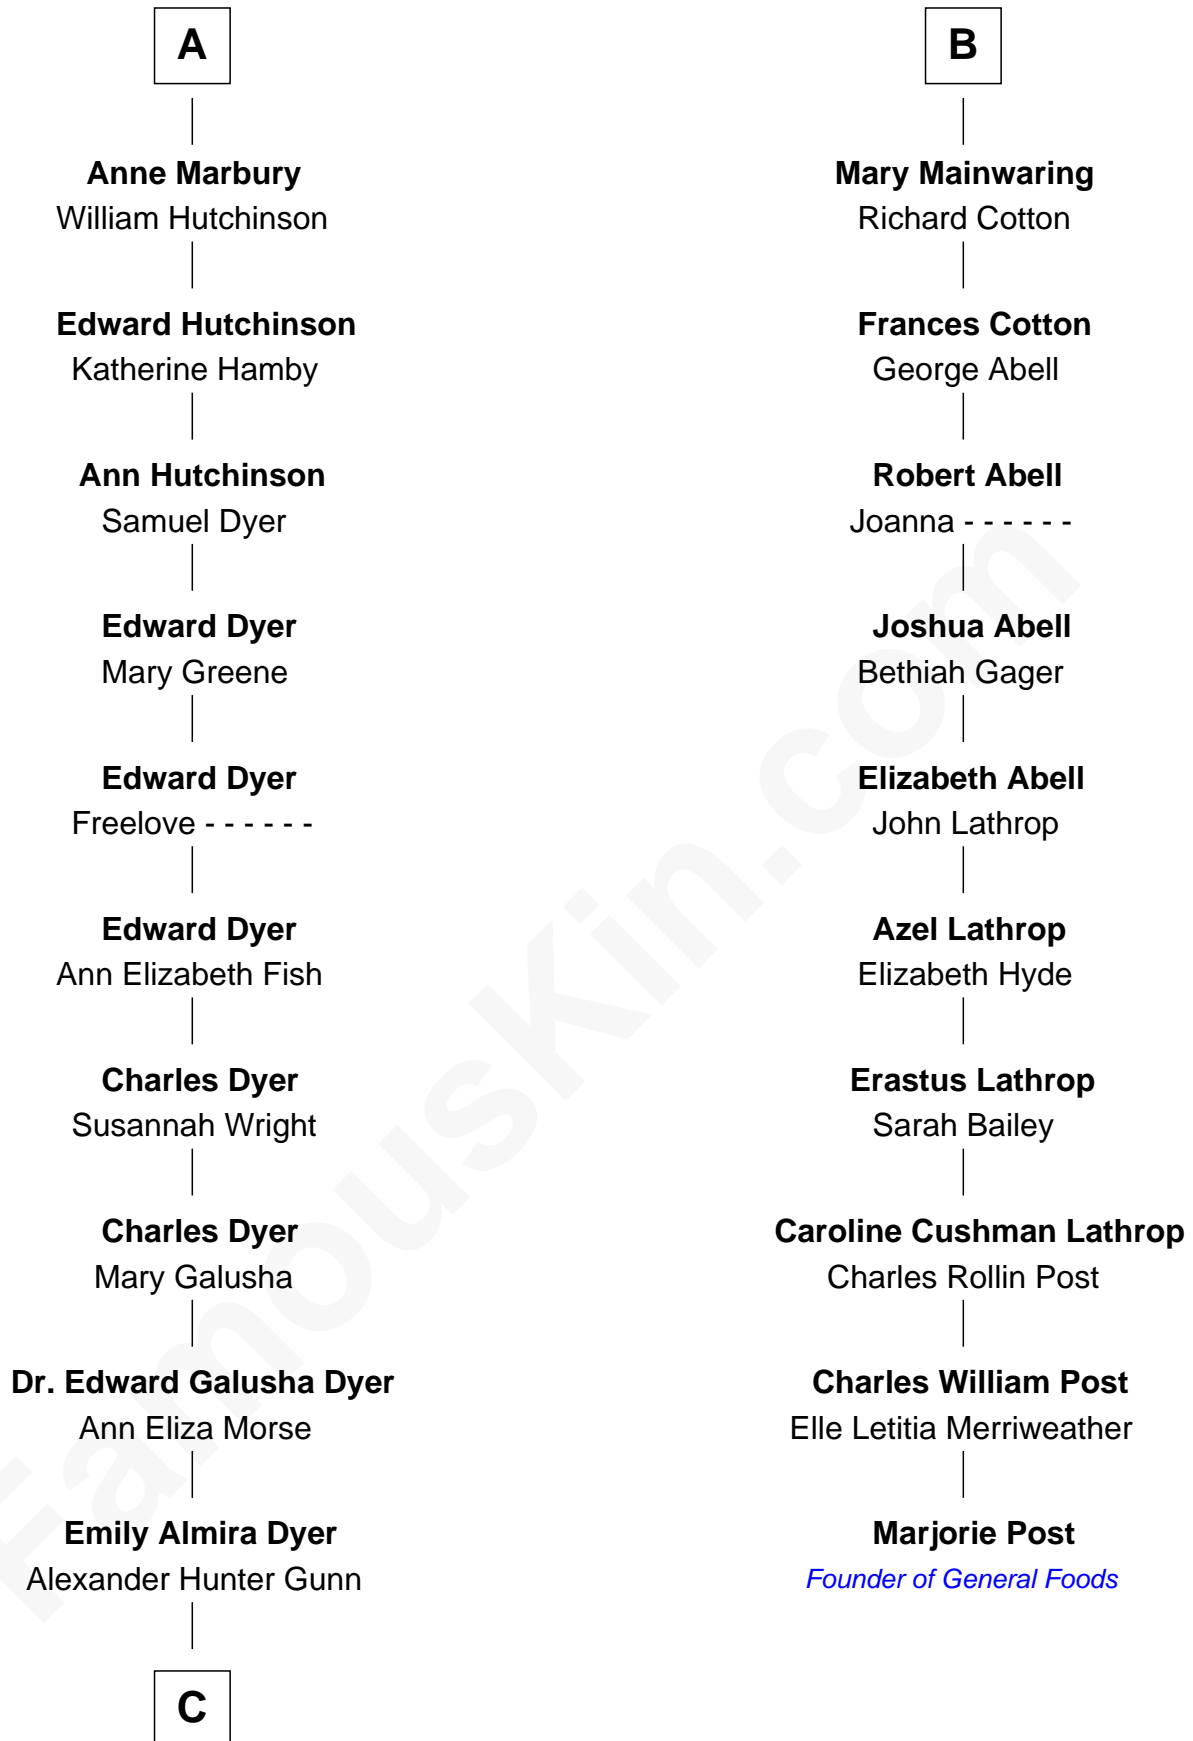 A
Anne Marbury
William Hutchinson
Edward Hutchinson
Katherine Hamby
Ann Hutchinson
Samuel Dyer
Edward Dyer
Mary Greene
Edward Dyer
Freelove - - - - - -
Edward Dyer
Ann Elizabeth Fish
Charles Dyer
Susannah Wright
Charles Dyer
Mary Galusha
Dr. Edward Galusha Dyer
Ann Eliza Morse
Emily Almira Dyer
Alexander Hunter Gunn
C
B
Mary Mainwaring
Richard Cotton
Frances Cotton
George Abell
Robert Abell
Joanna - - - - - -
Joshua Abell
Bethiah Gager
Elizabeth Abell
John Lathrop
Azel Lathrop
Elizabeth Hyde
Erastus Lathrop
Sarah Bailey
Caroline Cushman Lathrop
Charles Rollin Post
Charles William Post
Elle Letitia Merriweather
Marjorie Post
Founder of General Foods
FamousKin.com